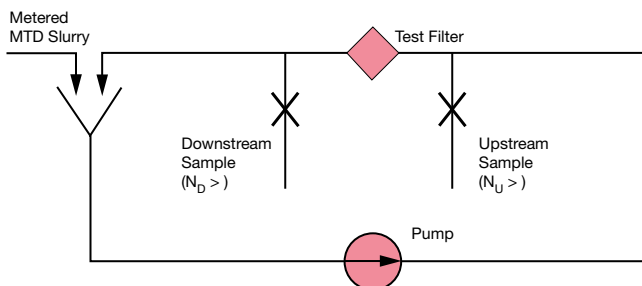 Metered
MTD Slurry
Test Filter
Downstream
Sample
(N_D > )
Upstream
Sample
(N_U > )
Pump